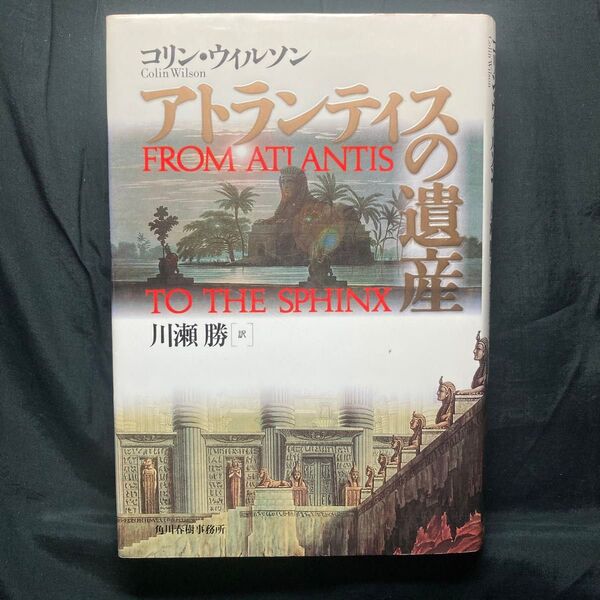 コリン・ウィルソン
Colin Wilson
アトランティスの遺産
FROM ATLANTIS
TO THE SPHINX
川瀬 勝[訳]
角川春樹事務所